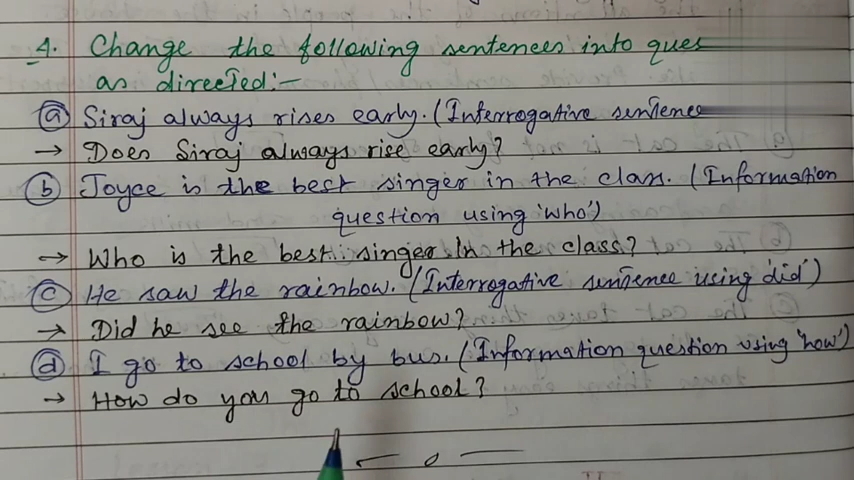 4. Change the following sentences into ques
as directed:-
(a) Siraj always rises early. (Interrogative sentence
→ Does Siraj always rise early?
(b) Joyce is the best singer in the class. (Information
question using 'who')
→ Who is the best singer in the class?
(c) He saw the rainbow. (Interrogative sentence using 'did')
→ Did he see the rainbow?
(d) I go to school by bus. (Information question using 'how')
→ How do you go to school?
— 0 —